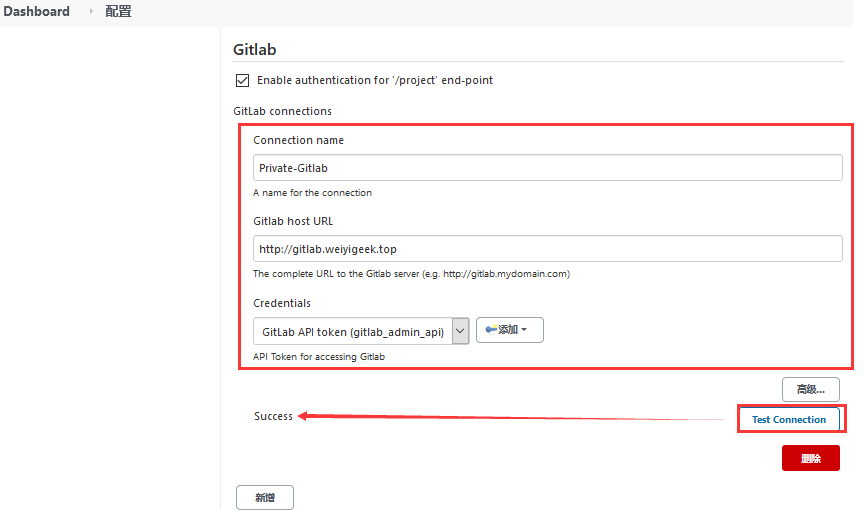 Dashboard 配置
Gitlab
Enable authentication for '/project' end-point
GitLab connections
Connection name
Private-Gitlab
A name for the connection
Gitlab host URL
http://gitlab.weiyigeek.top
The complete URL to the Gitlab server (e.g. http://gitlab.mydomain.com)
Credentials
GitLab API token (gitlab_admin_api) 添加
API Token for accessing Gitlab
高级...
Success Test Connection
删除
新增